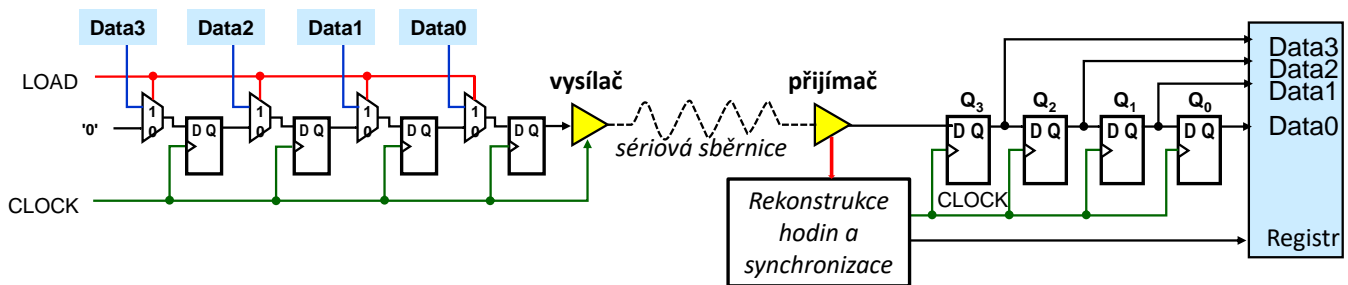 Data3
Data2
Data1
Data0
LOAD
vysílač
přijímač
1
0
1
0
1
0
1
0
'0'
D Q
D Q
D Q
D Q
sériová sběrnice
CLOCK
Q3
Q2
Q1
Q0
D Q
D Q
D Q
D Q
CLOCK
Rekonstrukce
hodin a
synchronizace
Data3
Data2
Data1
Data0
Registr